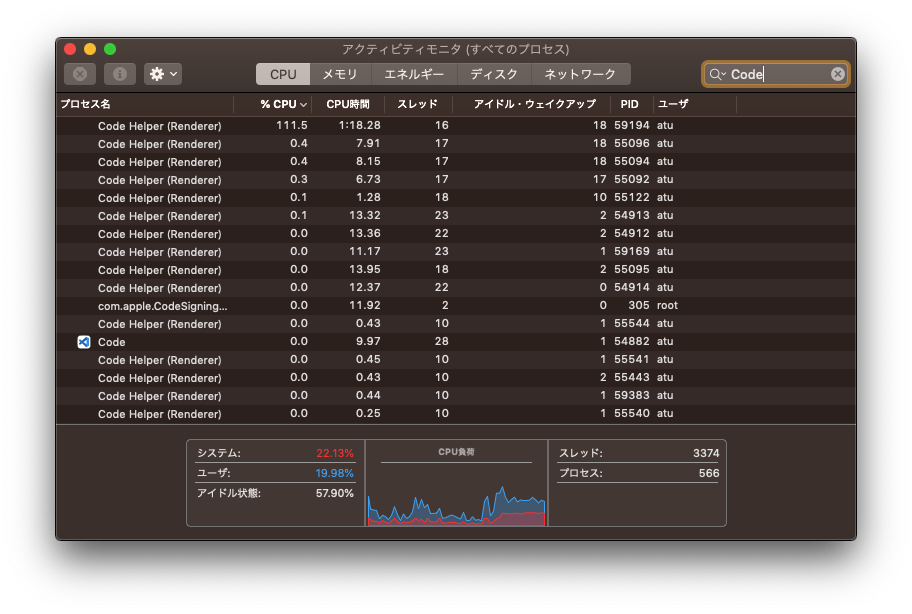 アクティビティモニタ (すべてのプロセス)
CPU メモリ エネルギー ディスク ネットワーク Code
プロセス名 % CPU CPU時間 スレッド アイドル・ウェイクアップ PID ユーザ
Code Helper (Renderer) 111.5 1:18.28 16 18 59194 atu
Code Helper (Renderer) 0.4 7.91 17 18 55096 atu
Code Helper (Renderer) 0.4 8.15 17 18 55094 atu
Code Helper (Renderer) 0.3 6.73 17 17 55092 atu
Code Helper (Renderer) 0.1 1.28 18 10 55122 atu
Code Helper (Renderer) 0.1 13.32 23 2 54913 atu
Code Helper (Renderer) 0.0 13.36 22 2 54912 atu
Code Helper (Renderer) 0.0 11.17 23 1 59169 atu
Code Helper (Renderer) 0.0 13.95 18 2 55095 atu
Code Helper (Renderer) 0.0 12.37 22 0 54914 atu
com.apple.CodeSigning... 0.0 11.92 2 0 305 root
Code Helper (Renderer) 0.0 0.43 10 1 55544 atu
Code 0.0 9.97 28 1 54882 atu
Code Helper (Renderer) 0.0 0.45 10 1 55541 atu
Code Helper (Renderer) 0.0 0.43 10 2 55443 atu
Code Helper (Renderer) 0.0 0.44 10 1 59383 atu
Code Helper (Renderer) 0.0 0.25 10 1 55540 atu
システム: 22.13% CPU負荷 スレッド: 3374
ユーザ: 19.98% プロセス: 566
アイドル状態: 57.90%